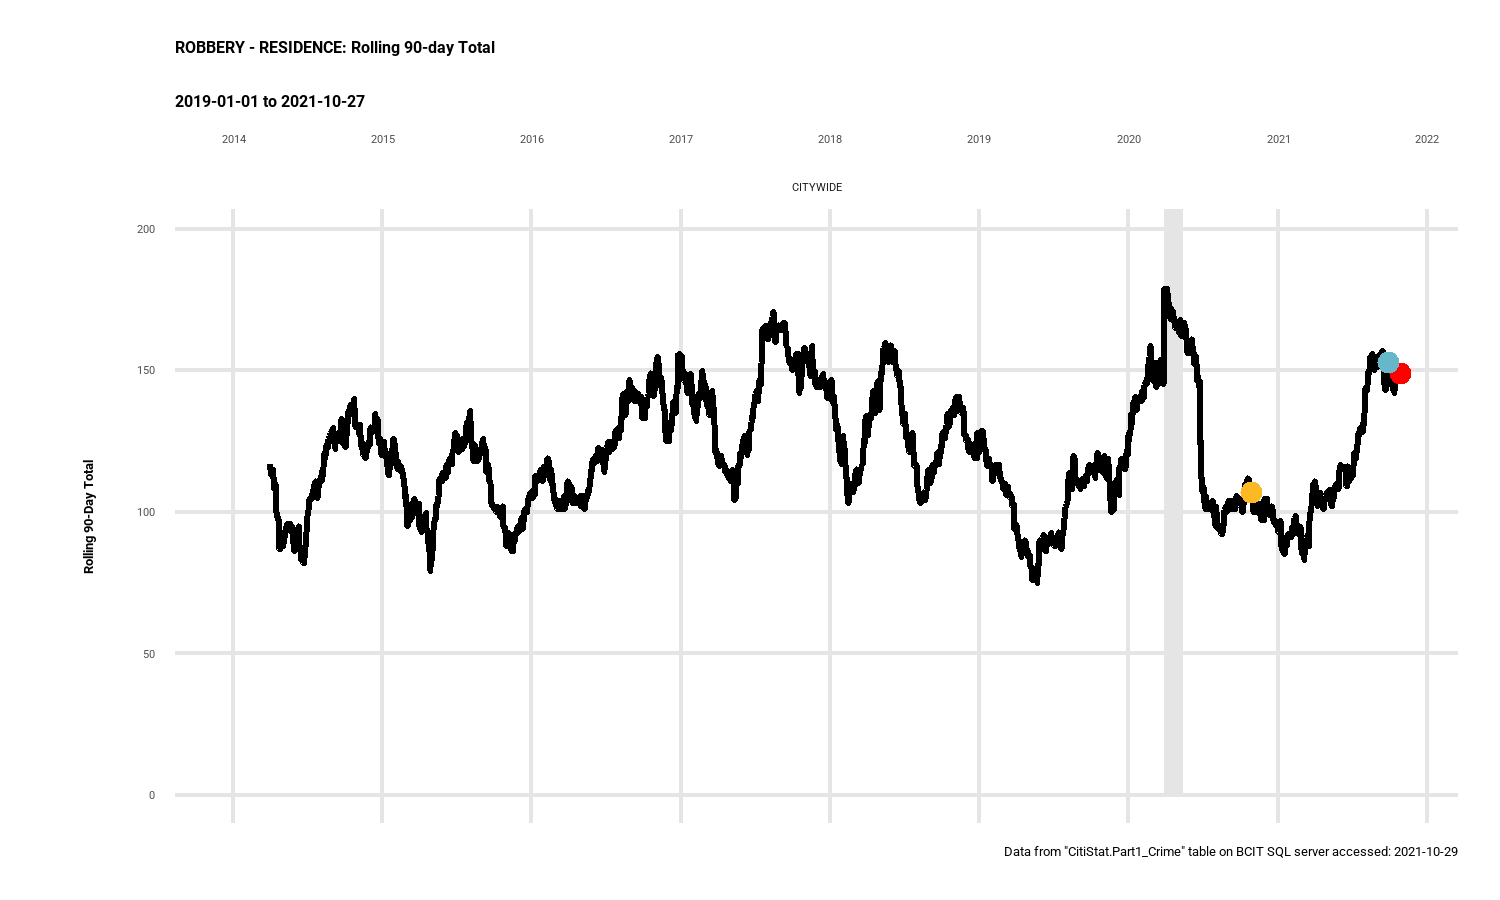 ROBBERY - RESIDENCE: Rolling 90-day Total
2019-01-01 to 2021-10-27
2014 2015 2016 2017 2018 2019 2020 2021 2022
CITYWIDE
200
150
100
50
0
Rolling 90-Day Total
Data from "CitiStat.Part1_Crime" table on BCIT SQL server accessed: 2021-10-29